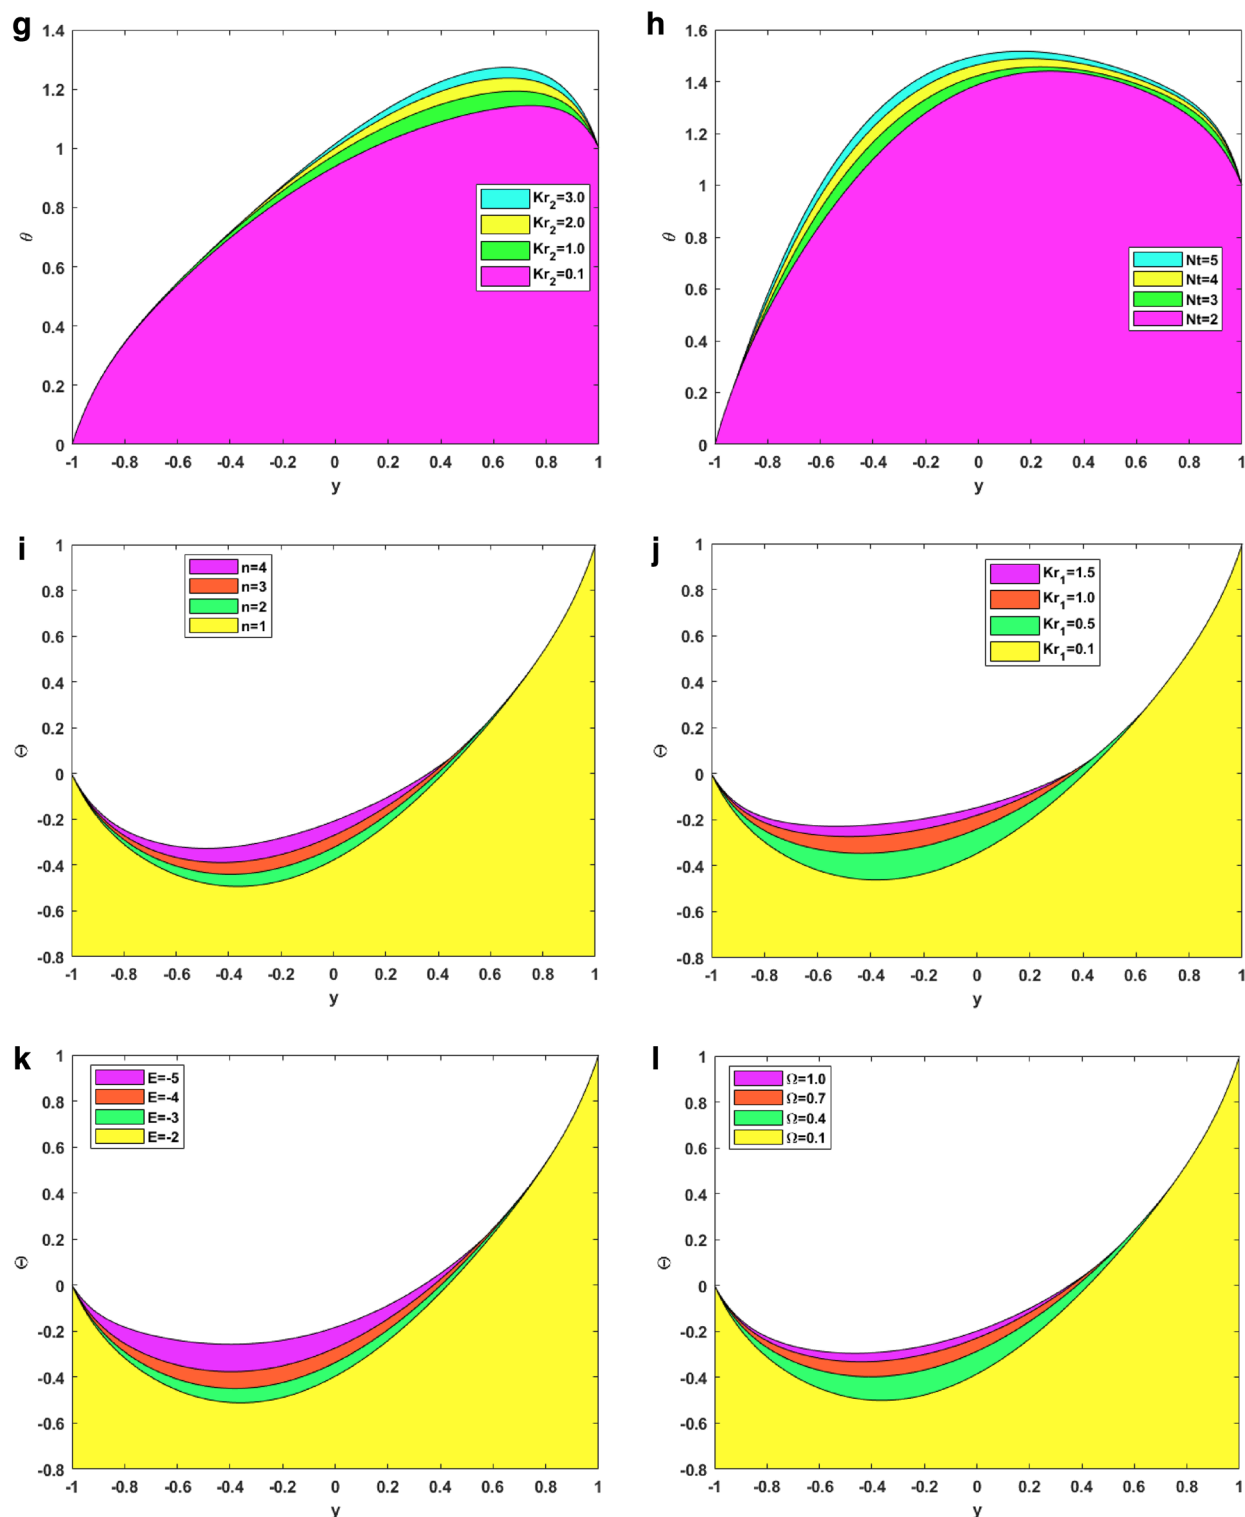 g
1.4
1.2
1
0.8
0.6
0.4
0.2
0
θ
Kr2=3.0
Kr2=2.0
Kr2=1.0
Kr2=0.1
-1 -0.8 -0.6 -0.4 -0.2 0 0.2 0.4 0.6 0.8 1
y
h
1.6
1.4
1.2
1
0.8
0.6
0.4
0.2
0
θ
Nt=5
Nt=4
Nt=3
Nt=2
-1 -0.8 -0.6 -0.4 -0.2 0 0.2 0.4 0.6 0.8 1
y
i
1
0.8
0.6
0.4
0.2
0
-0.2
-0.4
-0.6
-0.8
Θ
n=4
n=3
n=2
n=1
-1 -0.8 -0.6 -0.4 -0.2 0 0.2 0.4 0.6 0.8 1
y
j
1
0.8
0.6
0.4
0.2
0
-0.2
-0.4
-0.6
-0.8
Θ
Kr1=1.5
Kr1=1.0
Kr1=0.5
Kr1=0.1
-1 -0.8 -0.6 -0.4 -0.2 0 0.2 0.4 0.6 0.8 1
y
k
1
0.8
0.6
0.4
0.2
0
-0.2
-0.4
-0.6
-0.8
Θ
E=-5
E=-4
E=-3
E=-2
-1 -0.8 -0.6 -0.4 -0.2 0 0.2 0.4 0.6 0.8 1
y
l
1
0.8
0.6
0.4
0.2
0
-0.2
-0.4
-0.6
-0.8
Θ
Ω=1.0
Ω=0.7
Ω=0.4
Ω=0.1
-1 -0.8 -0.6 -0.4 -0.2 0 0.2 0.4 0.6 0.8 1
y